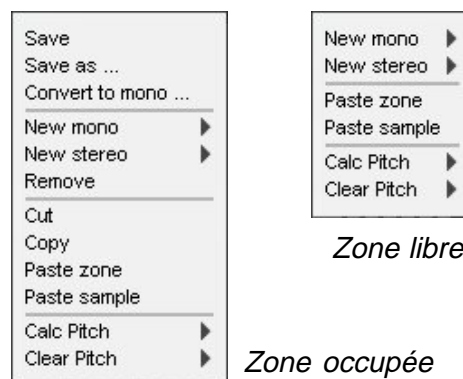 Save
Save as ...
Convert to mono ...
New mono
New stereo
Remove
Cut
Copy
Paste zone
Paste sample
Calc Pitch
Clear Pitch
Zone occupée
New mono
New stereo
Paste zone
Paste sample
Calc Pitch
Clear Pitch
Zone libre